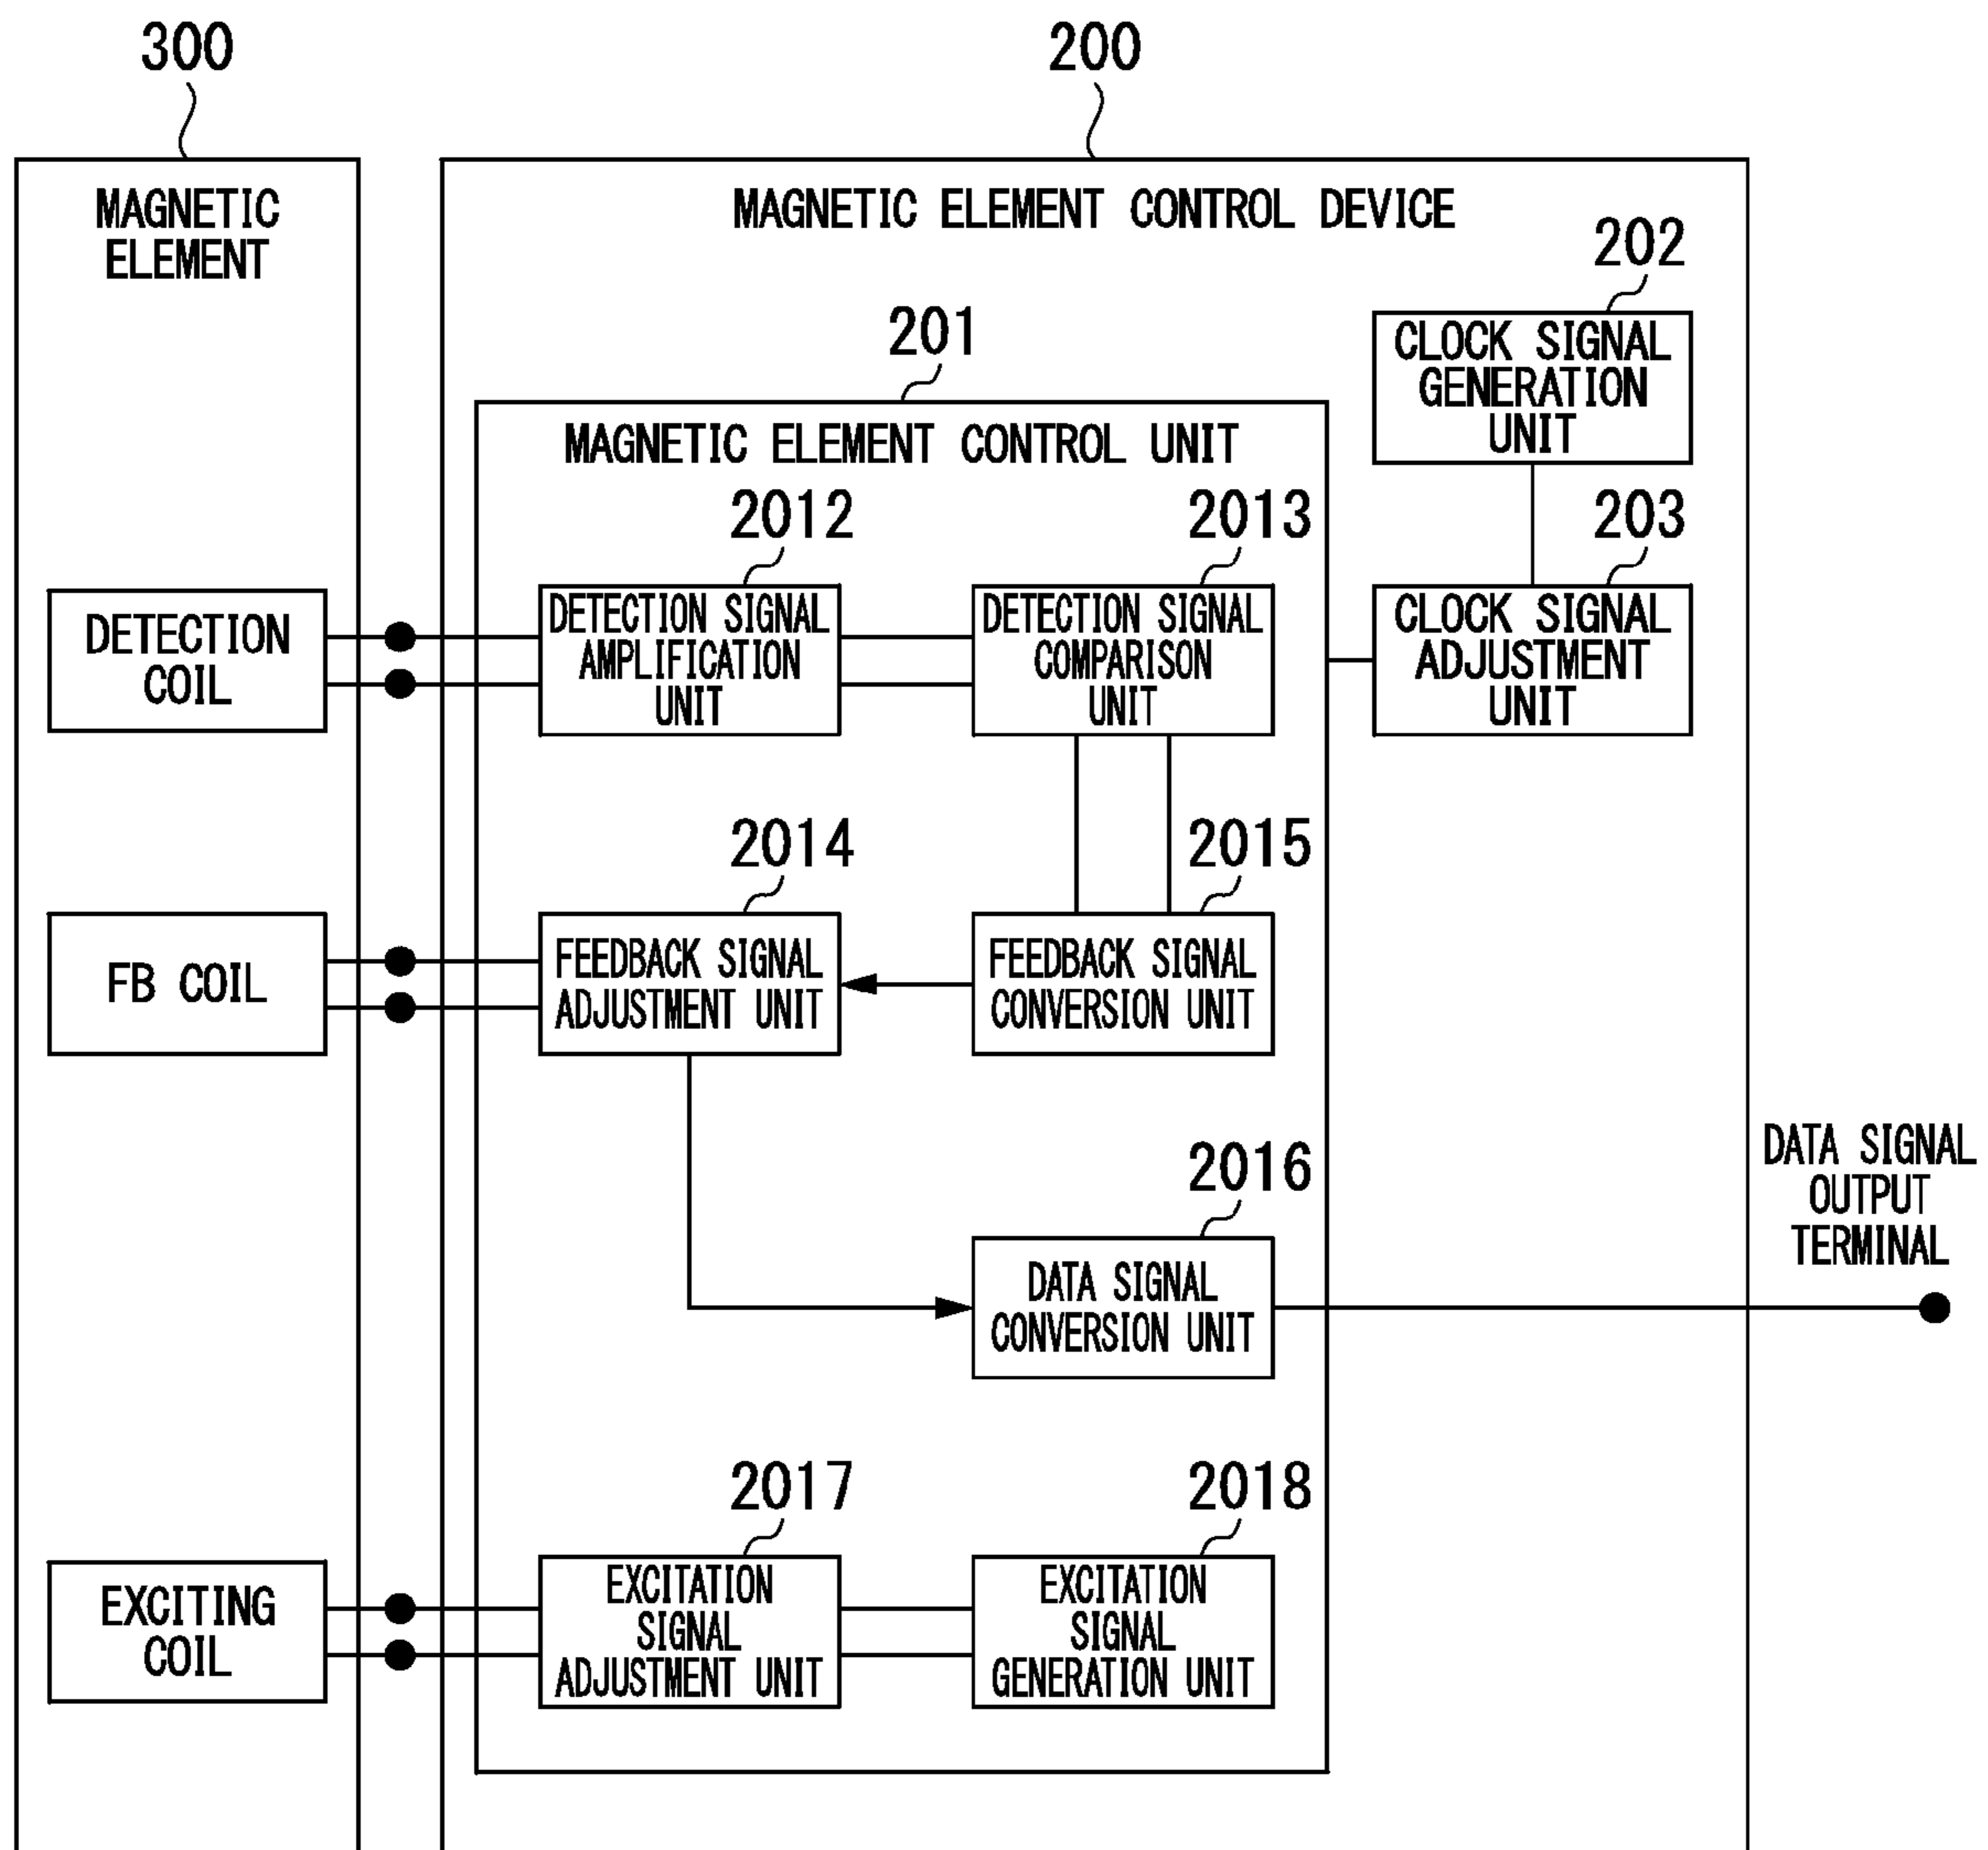 300
200
MAGNETIC
ELEMENT
MAGNETIC ELEMENT CONTROL DEVICE
202
CLOCK SIGNAL
GENERATION
UNIT
201
MAGNETIC ELEMENT CONTROL UNIT
2012
2013
203
DETECTION
COIL
DETECTION SIGNAL
AMPLIFICATION
UNIT
DETECTION SIGNAL
COMPARISON
UNIT
CLOCK SIGNAL
ADJUSTMENT
UNIT
2014
2015
FB COIL
FEEDBACK SIGNAL
ADJUSTMENT UNIT
FEEDBACK SIGNAL
CONVERSION UNIT
2016
DATA SIGNAL
CONVERSION UNIT
DATA SIGNAL
OUTPUT
TERMINAL
2017
2018
EXCITING
COIL
EXCITATION
SIGNAL
ADJUSTMENT UNIT
EXCITATION
SIGNAL
GENERATION UNIT